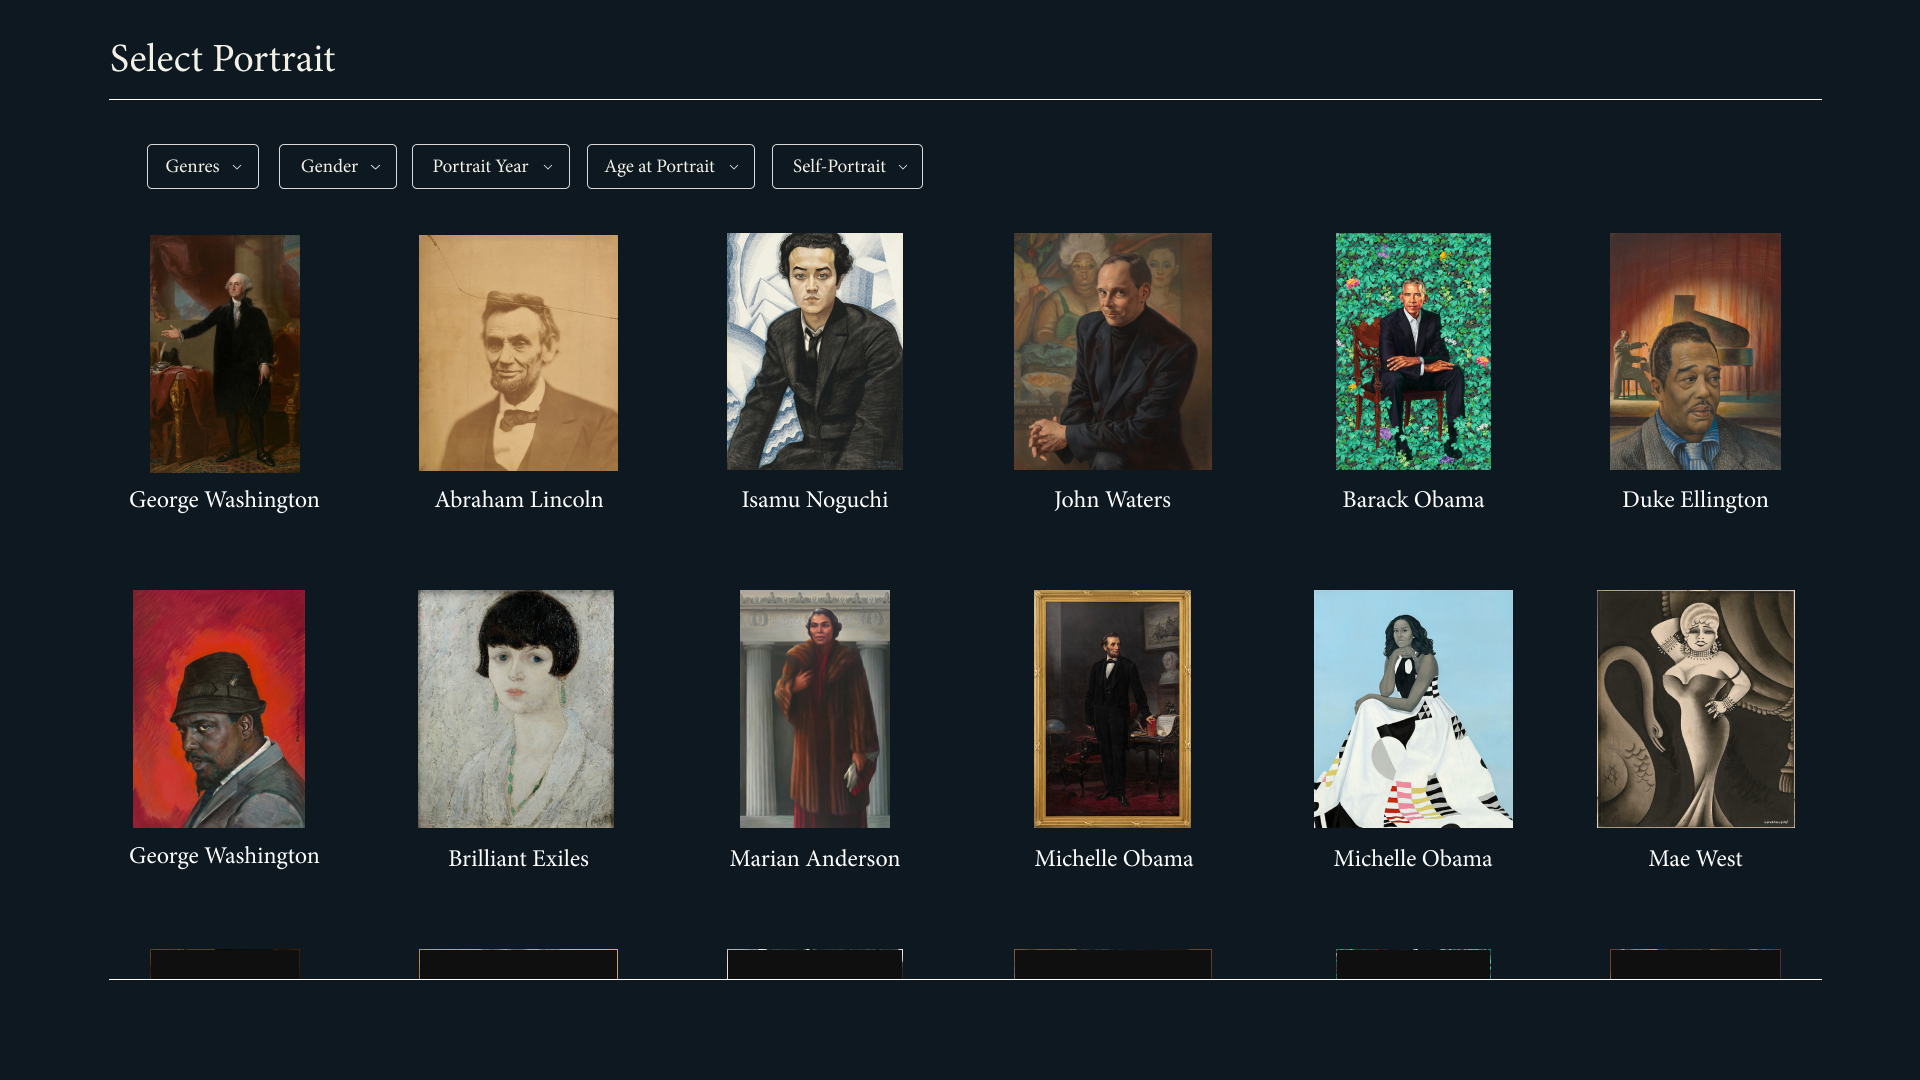 Select Portrait
Genres
Gender
Portrait Year
Age at Portrait
Self-Portrait
George Washington
Abraham Lincoln
Isamu Noguchi
John Waters
Barack Obama
Duke Ellington
George Washington
Brilliant Exiles
Marian Anderson
Michelle Obama
Michelle Obama
Mae West